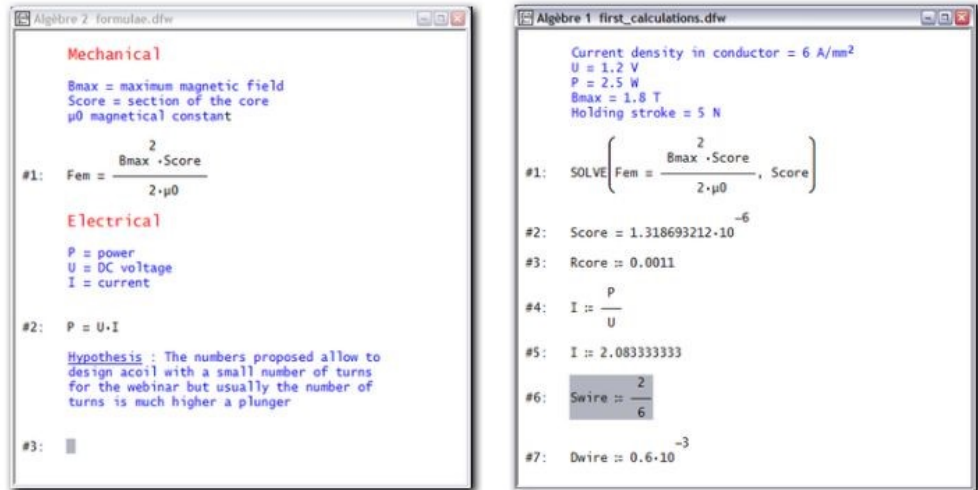 Algèbre 2 formulae.dfw
Mechanical
Bmax = maximum magnetic field
Score = section of the core
µ0 magnetical constant
#1: Fem = Bmax² ·Score / 2·µ0
Electrical
P = power
U = DC voltage
I = current
#2: P = U·I
Hypothesis : The numbers proposed allow to
design acoil with a small number of turns
for the webinar but usually the number of
turns is much higher a plunger
#3:
Algèbre 1 first_calculations.dfw
Current density in conductor = 6 A/mm²
U = 1.2 V
P = 2.5 W
Bmax = 1.8 T
Holding stroke = 5 N
#1: SOLVE(Fem = Bmax² ·Score / 2·µ0, Score)
#2: Score = 1.318693212·10⁻⁶
#3: Rcore := 0.0011
#4: I := P / U
#5: I := 2.083333333
#6: Swire := 2 / 6
#7: Dwire := 0.6·10⁻³